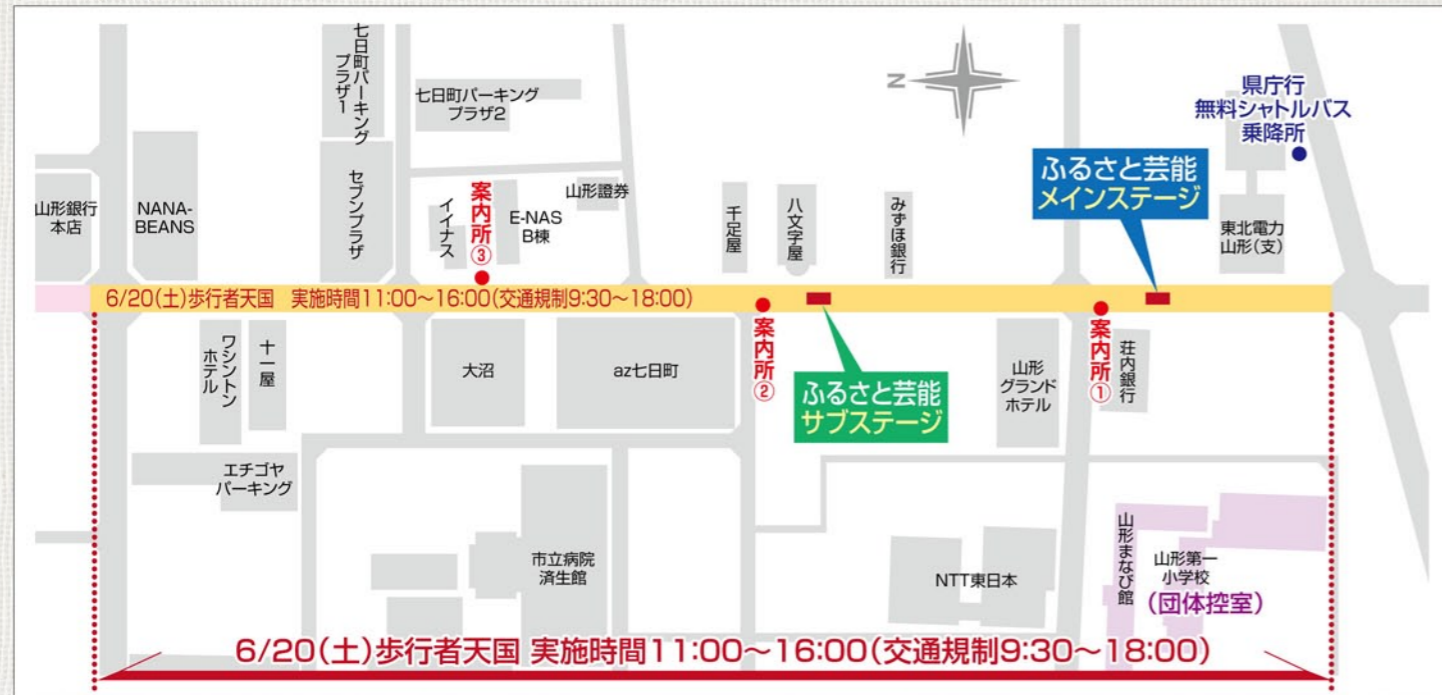 七日町パーキング
プラザ1
七日町パーキング
プラザ2
N
県庁行
無料シャトルバス
乗降所
山形銀行
本店
NANA-
BEANS
セブンプラザ
イイナス
案内所③
E-NAS
B棟
山形證券
千足屋
八文字屋
みずほ銀行
ふるさと芸能
メインステージ
東北電力
山形(支)
6/20(土)歩行者天国 実施時間11:00〜16:00(交通規制9:30〜18:00)
ワシントン
ホテル
十一屋
大沼
az七日町
案内所②
ふるさと芸能
サブステージ
山形
グランド
ホテル
案内所①
荘内銀行
エチゴヤ
パーキング
市立病院
済生館
NTT東日本
山形まなび館
山形第一
小学校
(団体控室)
6/20(土)歩行者天国 実施時間11:00〜16:00(交通規制9:30〜18:00)